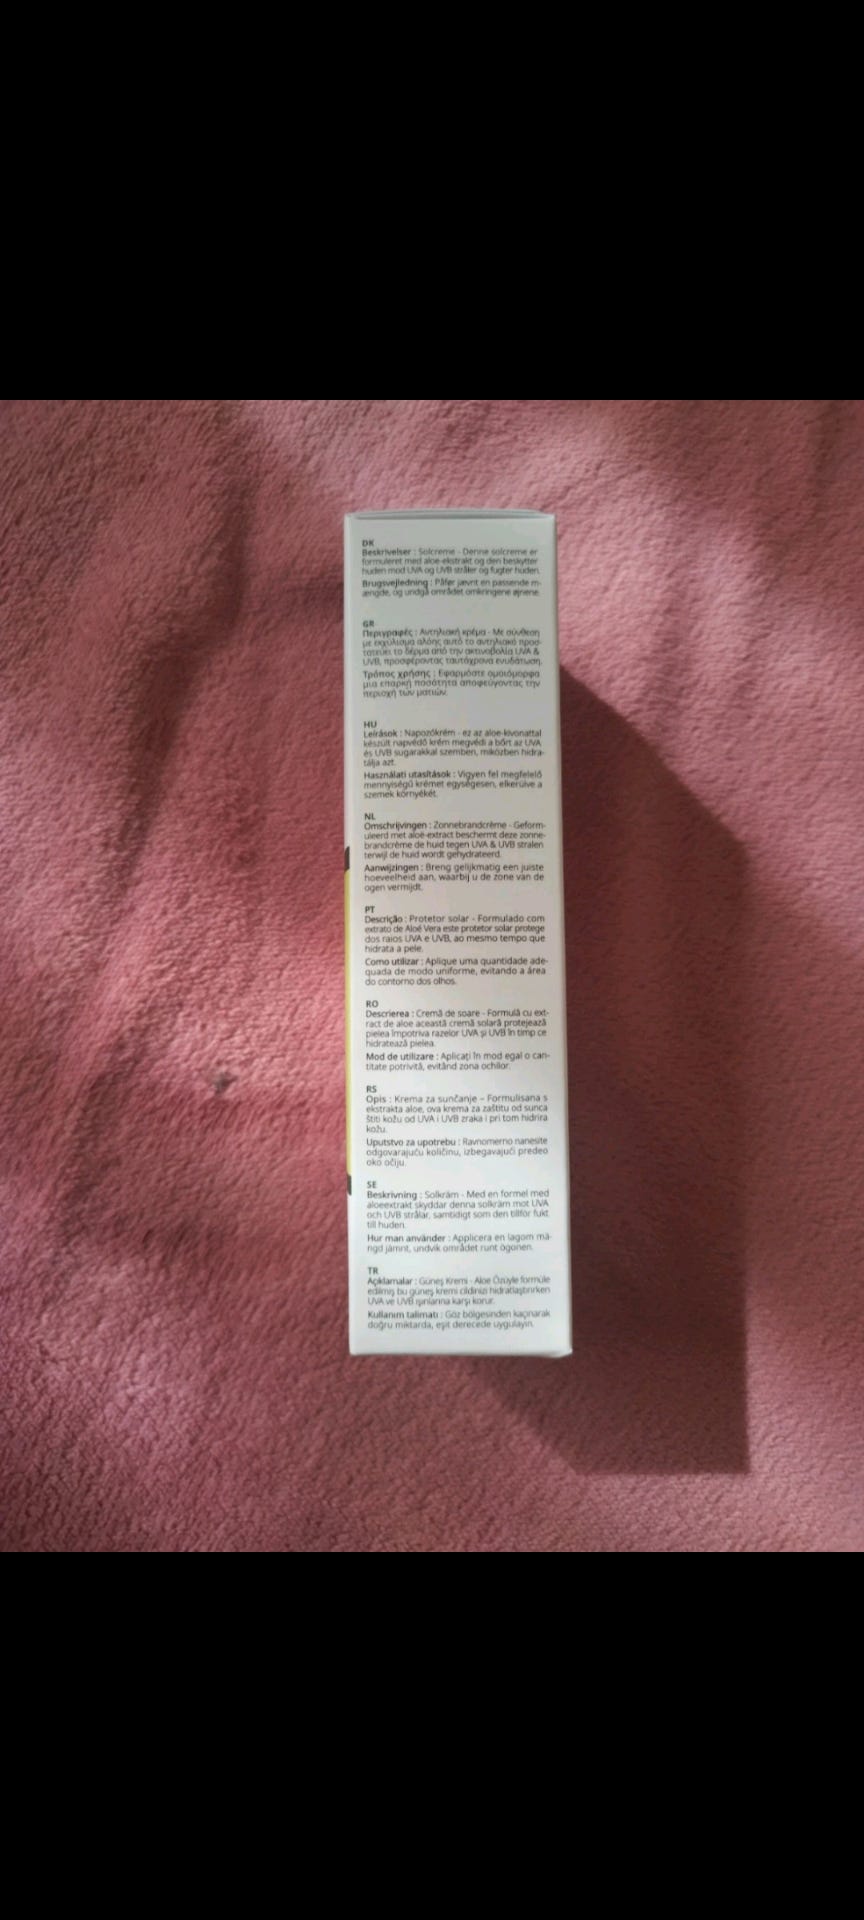 DK
Beskrivelser : Solcreme - Denne solcreme er
formuleret med aloe-ekstrakt og den beskytter
huden mod UVA og UVB stråler og fugter huden.
Brugsvejledning : Påfør jævnt en passende m-
ængde, og undgå området omkringene øjnene.
GR
Περιγραφές : Αντηλιακή κρέμα - Με σύνθεση
με εκχύλισμα αλόης αυτό το αντηλιακό προσ-
τατεύει το δέρμα από την ακτινοβολία UVA &
UVB, προσφέροντας ταυτόχρονα ενυδάτωση.
Τρόπος χρήσης : Εφαρμόστε ομοιόμορφα
μια επαρκή ποσότητα αποφεύγοντας την
περιοχή των ματιών.
HU
Leírások : Napozókrém - ez az aloe-kivonattal
készült napvédő krém megvédi a bőrt az UVA
és UVB sugarakkal szemben, miközben hidra-
tálja azt.
Használati utasítások : Vigyen fel megfelelő
mennyiségű krémet egységesen, elkerülve a
szemek környékét.
NL
Omschrijvingen : Zonnebrandcrème - Geform-
uleerd met aloë-extract beschermt deze zonne-
brandcrème de huid tegen UVA & UVB stralen
terwijl de huid wordt gehydrateerd.
Aanwijzingen : Breng gelijkmatig een juiste
hoeveelheid aan, waarbij u de zone van de
ogen vermijdt.
PT
Descrição : Protetor solar - Formulado com
extrato de Aloé Vera este protetor solar protege
dos raios UVA e UVB, ao mesmo tempo que
hidrata a pele.
Como utilizar : Aplique uma quantidade ade-
quada de modo uniforme, evitando a área
do contorno dos olhos.
RO
Descrierea : Cremă de soare - Formulă cu ext-
ract de aloe această cremă solară protejează
pielea împotriva razelor UVA și UVB în timp ce
hidratează pielea.
Mod de utilizare : Aplicați în mod egal o can-
titate potrivită, evitând zona ochilor.
RS
Opis : Krema za sunčanje – Formulisana s
ekstrakta aloe, ova krema za zaštitu od sunca
štiti kožu od UVA i UVB zraka i pri tom hidrira
kožu.
Uputstvo za upotrebu : Ravnomerno nanesite
odgovarajuću količinu, izbegavajući predeo
oko očiju.
SE
Beskrivning : Solkräm - Med en formel med
aloeextrakt skyddar denna solkräm mot UVA
och UVB strålar, samtidigt som den tillför fukt
till huden.
Hur man använder : Applicera en lagom mä-
ngd jämnt, undvik området runt ögonen.
TR
Açıklamalar : Güneş Kremi - Aloe Özüyle formüle
edilmiş bu güneş kremi cildinizi hidratlaştırırken
UVA ve UVB ışınlarına karşı korur.
Kullanım talimatı : Göz bölgesinden kaçınarak
doğru miktarda, eşit derecede uygulayın.